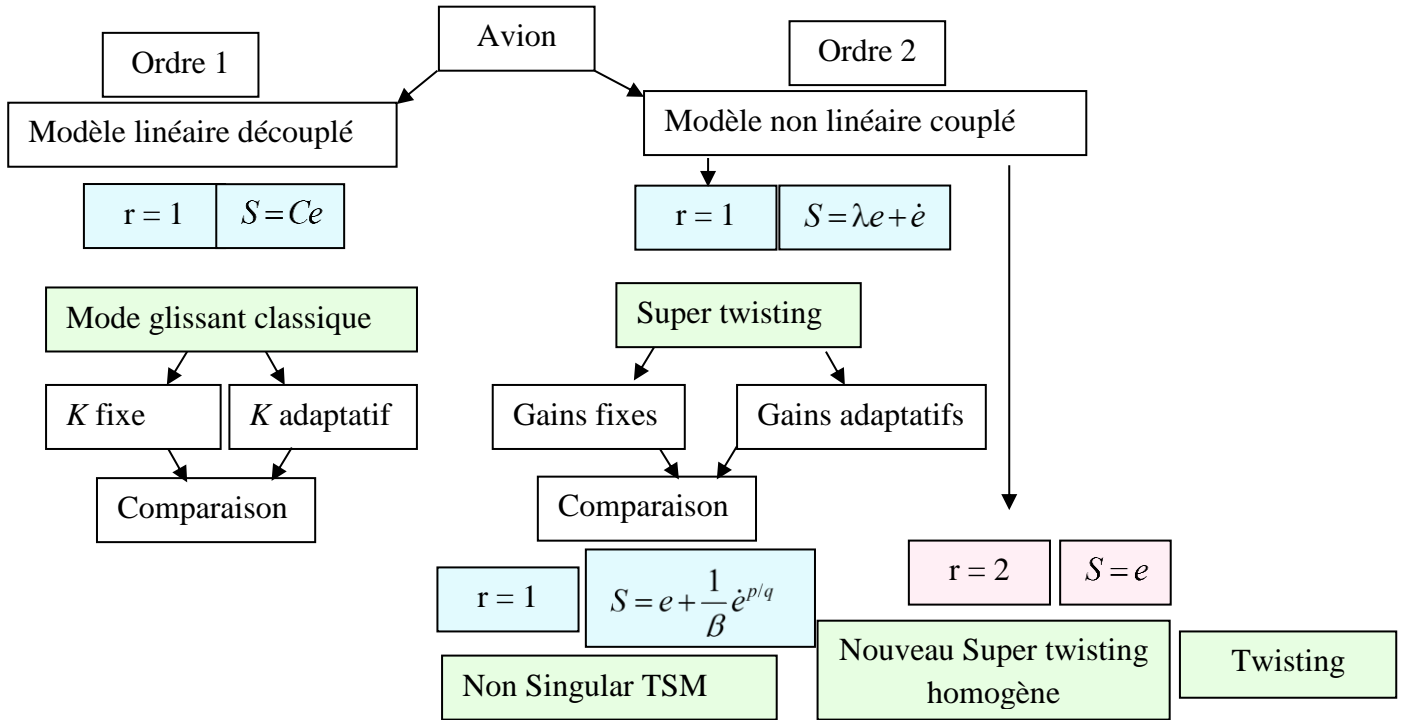 Avion
Ordre 1
Ordre 2
Modèle linéaire découplé
Modèle non linéaire couplé
r = 1
S = Ce
r = 1
S = λe + ė
Mode glissant classique
Super twisting
K fixe
K adaptatif
Gains fixes
Gains adaptatifs
Comparaison
Comparaison
r = 1
S = e + 1/β ė^{p/q}
r = 2
S = e
Non Singular TSM
Nouveau Super twisting
homogène
Twisting